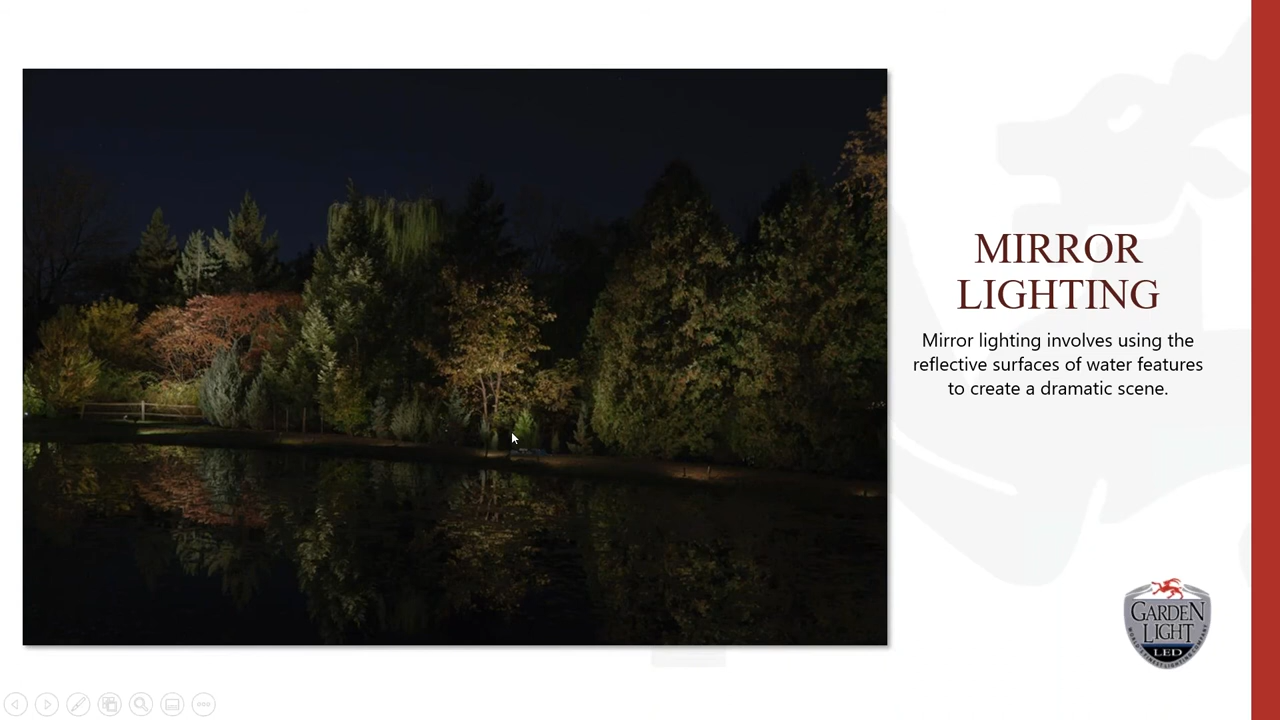 MIRROR
LIGHTING
Mirror lighting involves using the
reflective surfaces of water features
to create a dramatic scene.
GARDEN
LIGHT
LED